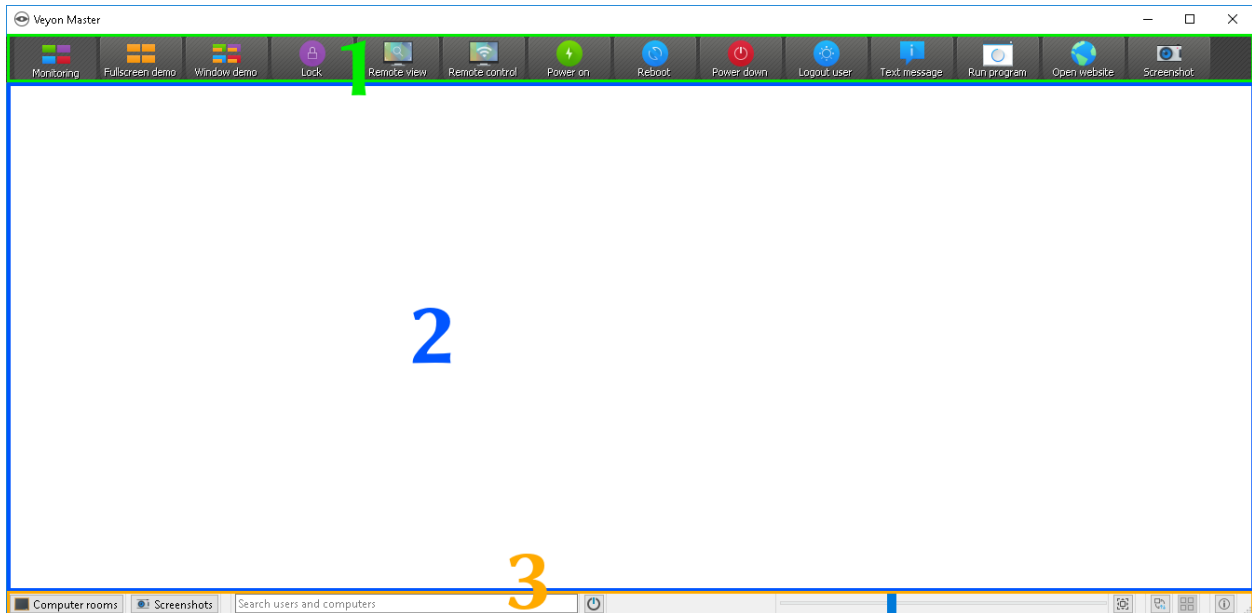 Veyon Master
Monitoring Fullscreen demo Window demo Lock Remote view Remote control Power on Reboot Power down Logout user Text message Run program Open website Screenshot
1
2
3
Computer rooms Screenshots Search users and computers